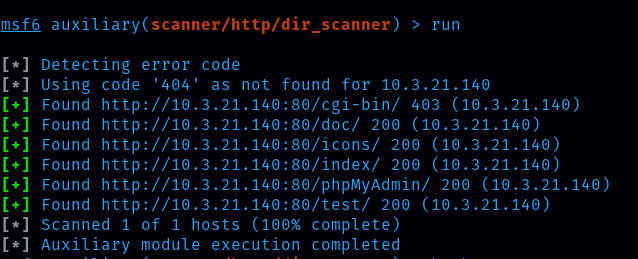 msf6 auxiliary(scanner/http/dir_scanner) > run
[*] Detecting error code
[*] Using code '404' as not found for 10.3.21.140
[+] Found http://10.3.21.140:80/cgi-bin/ 403 (10.3.21.140)
[+] Found http://10.3.21.140:80/doc/ 200 (10.3.21.140)
[+] Found http://10.3.21.140:80/icons/ 200 (10.3.21.140)
[+] Found http://10.3.21.140:80/index/ 200 (10.3.21.140)
[+] Found http://10.3.21.140:80/phpMyAdmin/ 200 (10.3.21.140)
[+] Found http://10.3.21.140:80/test/ 200 (10.3.21.140)
[*] Scanned 1 of 1 hosts (100% complete)
[*] Auxiliary module execution completed